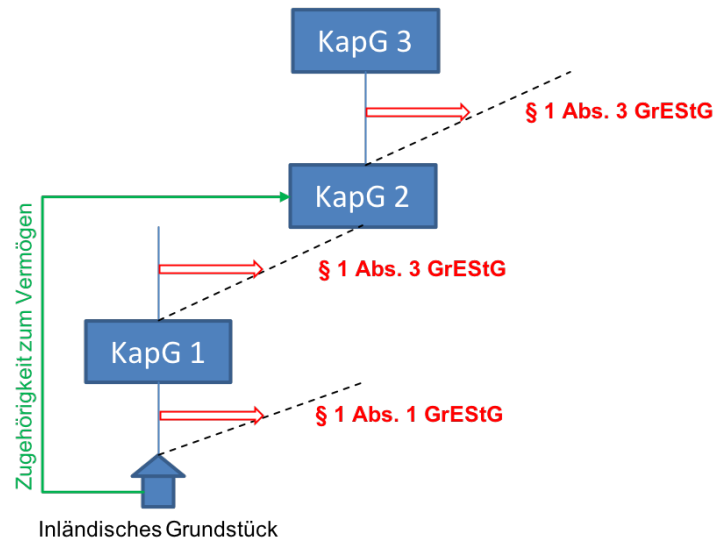 KapG 3
§ 1 Abs. 3 GrEStG
KapG 2
Zugehörigkeit zum Vermögen
§ 1 Abs. 3 GrEStG
KapG 1
§ 1 Abs. 1 GrEStG
Inländisches Grundstück